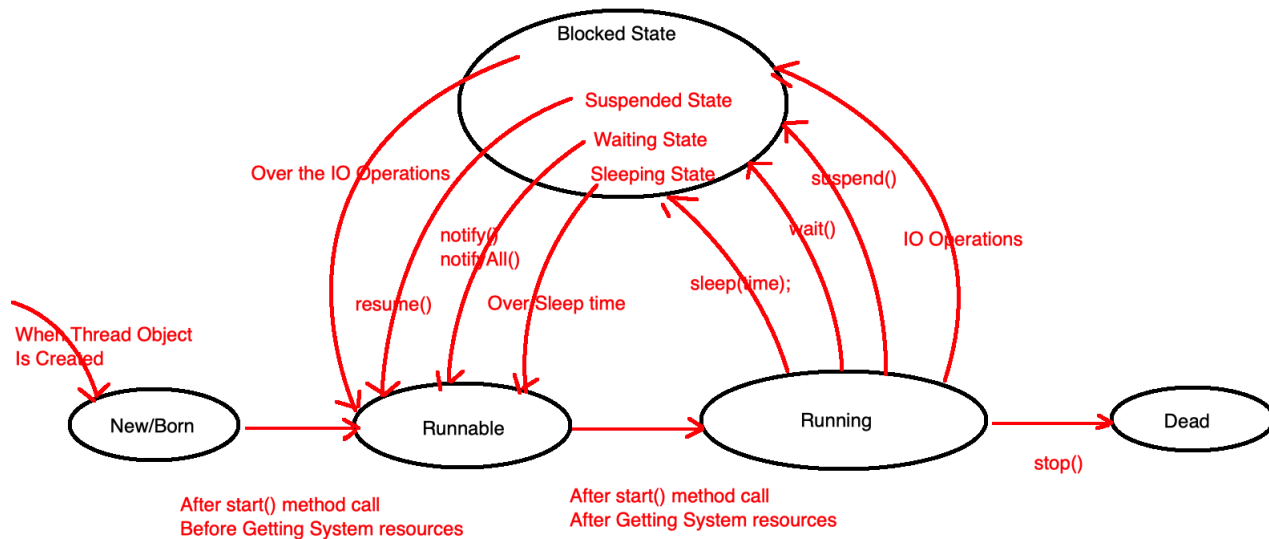 Blocked State
Suspended State
Waiting State
Sleeping State
Over the IO Operations
suspend()
notify()
notifyAll()
wait()
IO Operations
resume()
Over Sleep time
sleep(time);
When Thread Object
Is Created
New/Born
Runnable
Running
Dead
stop()
After start() method call
Before Getting System resources
After start() method call
After Getting System resources